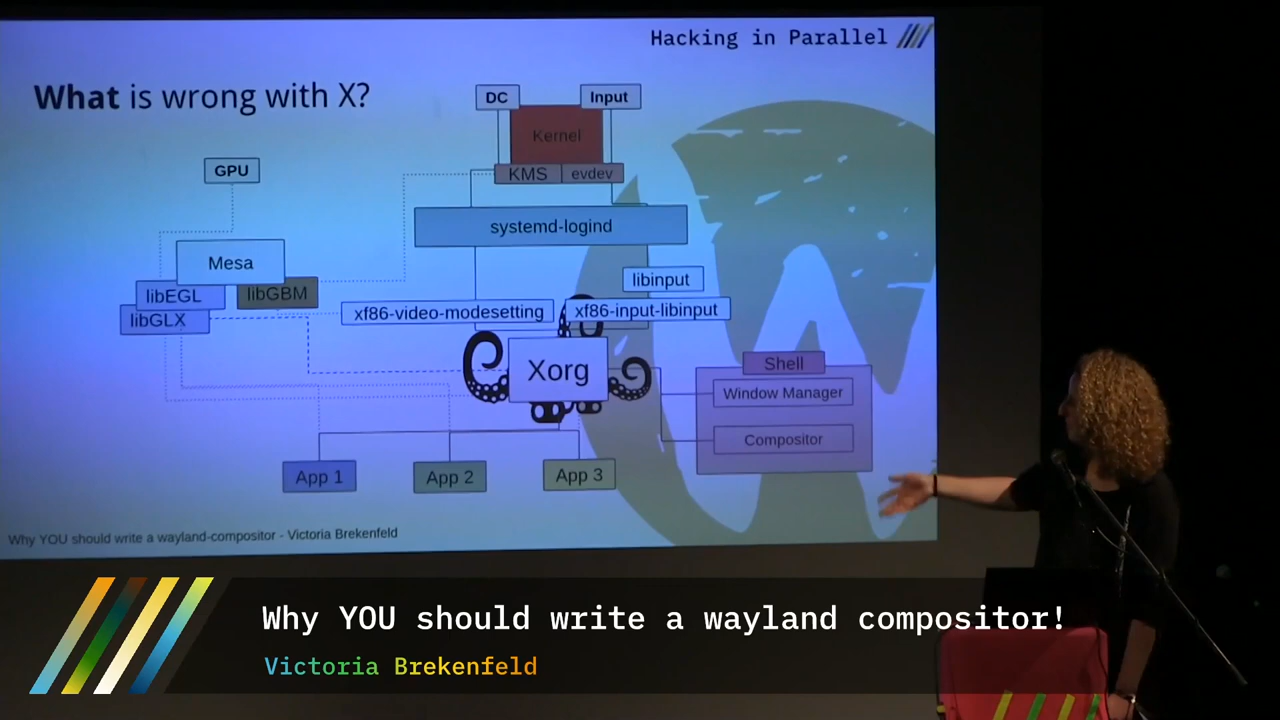 Hacking in Parallel
What is wrong with X?
DC
Input
Kernel
KMS
evdev
GPU
systemd-logind
Mesa
libinput
libEGL
libGBM
libGLX
xf86-video-modesetting
xf86-input-libinput
Xorg
Shell
Window Manager
Compositor
App 1
App 2
App 3
Why YOU should write a wayland-compositor - Victoria Brekenfeld
Why YOU should write a wayland compositor!
Victoria Brekenfeld